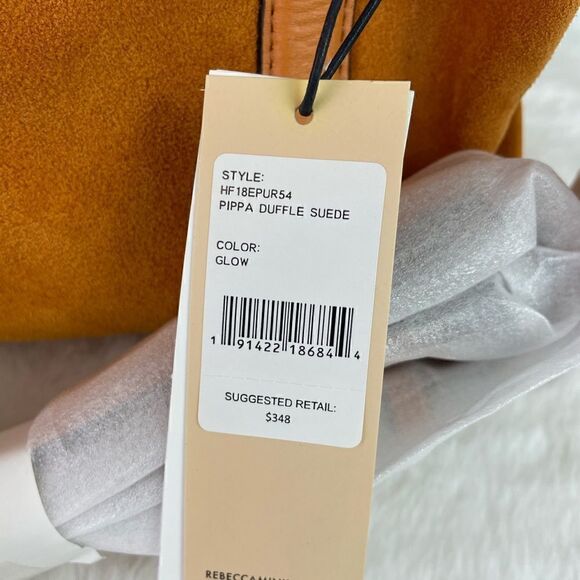 STYLE:
HF18EPUR54
PIPPA DUFFLE SUEDE
COLOR:
GLOW
1 91422 18684 4
SUGGESTED RETAIL:
$348